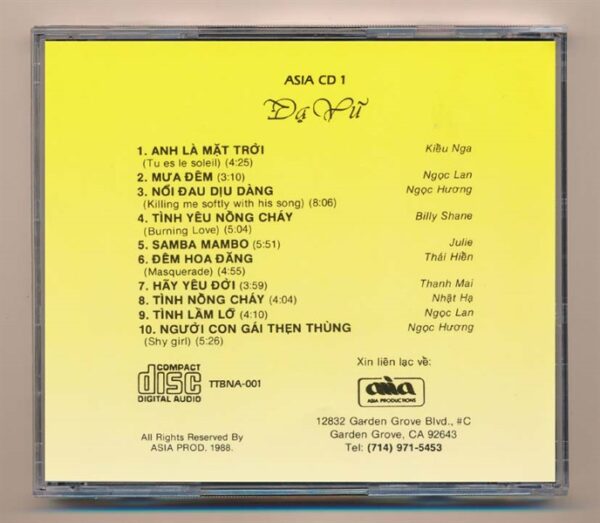 ASIA CD 1
Dạ Vũ
1. ANH LÀ MẶT TRỜI Kiều Nga
(Tu es le soleil) (4:25)
2. MƯA ĐÊM (3:10) Ngọc Lan
3. NỖI ĐAU DỊU DÀNG Ngọc Hương
(Killing me softly with his song) (8:06)
4. TÌNH YÊU NỒNG CHÁY Billy Shane
(Burning Love) (5:04)
5. SAMBA MAMBO (5:51) Julie
6. ĐÊM HOA ĐĂNG Thái Hiền
(Masquerade) (4:55)
7. HÃY YÊU ĐỜI (3:59) Thanh Mai
8. TÌNH NỒNG CHÁY (4:04) Nhật Hạ
9. TÌNH LẦM LỠ (4:10) Ngọc Lan
10. NGƯỜI CON GÁI THẸN THÙNG Ngọc Hương
(Shy girl) (5:26)
COMPACT
disc
DIGITAL AUDIO
TTBNA-001
Xin liên lạc về:
asia
ASIA PRODUCTIONS
12832 Garden Grove Blvd., #C
Garden Grove, CA 92643
Tel: (714) 971-5453
All Rights Reserved By
ASIA PROD. 1988.